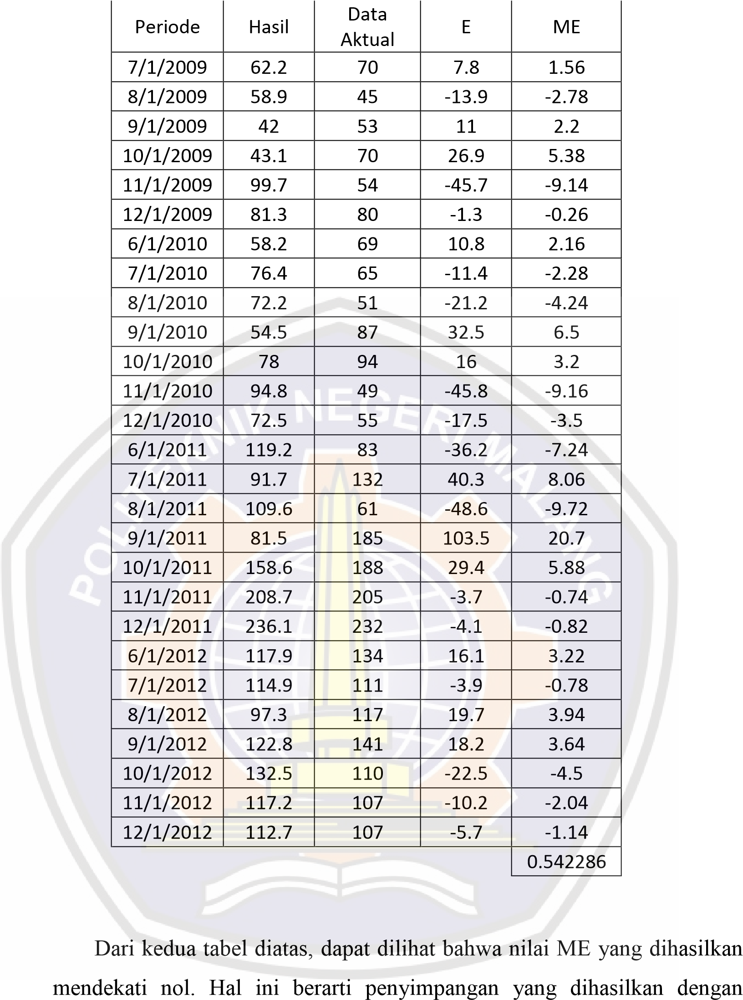 Periode Hasil Data Aktual E ME
7/1/2009 62.2 70 7.8 1.56
8/1/2009 58.9 45 -13.9 -2.78
9/1/2009 42 53 11 2.2
10/1/2009 43.1 70 26.9 5.38
11/1/2009 99.7 54 -45.7 -9.14
12/1/2009 81.3 80 -1.3 -0.26
6/1/2010 58.2 69 10.8 2.16
7/1/2010 76.4 65 -11.4 -2.28
8/1/2010 72.2 51 -21.2 -4.24
9/1/2010 54.5 87 32.5 6.5
10/1/2010 78 94 16 3.2
11/1/2010 94.8 49 -45.8 -9.16
12/1/2010 72.5 55 -17.5 -3.5
6/1/2011 119.2 83 -36.2 -7.24
7/1/2011 91.7 132 40.3 8.06
8/1/2011 109.6 61 -48.6 -9.72
9/1/2011 81.5 185 103.5 20.7
10/1/2011 158.6 188 29.4 5.88
11/1/2011 208.7 205 -3.7 -0.74
12/1/2011 236.1 232 -4.1 -0.82
6/1/2012 117.9 134 16.1 3.22
7/1/2012 114.9 111 -3.9 -0.78
8/1/2012 97.3 117 19.7 3.94
9/1/2012 122.8 141 18.2 3.64
10/1/2012 132.5 110 -22.5 -4.5
11/1/2012 117.2 107 -10.2 -2.04
12/1/2012 112.7 107 -5.7 -1.14
0.542286
POLITEKNIK NEGERI MALANG
Dari kedua tabel diatas, dapat dilihat bahwa nilai ME yang dihasilkan
mendekati nol. Hal ini berarti penyimpangan yang dihasilkan dengan